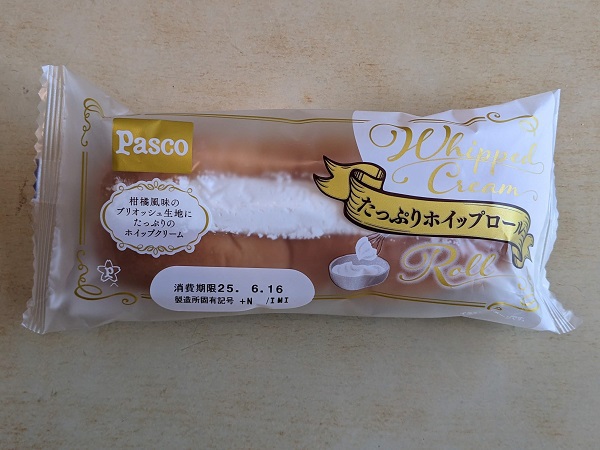 Pasco
柑橘風味の
ブリオッシュ生地に
たっぷりの
ホイップクリーム
Whipped
Cream
たっぷりホイップロール
Roll
消費期限25. 6.16
製造所固有記号 +N /IMI